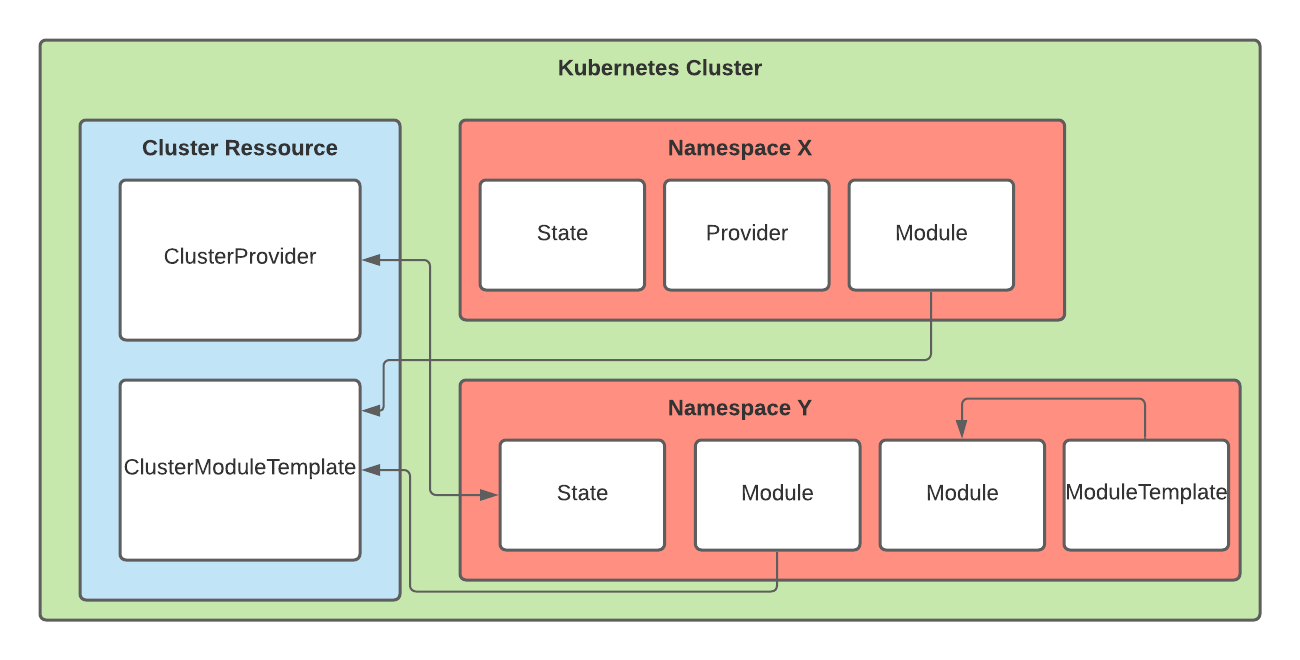 Kubernetes Cluster
Cluster Ressource
ClusterProvider
ClusterModuleTemplate
Namespace X
State
Provider
Module
Namespace Y
State
Module
Module
ModuleTemplate